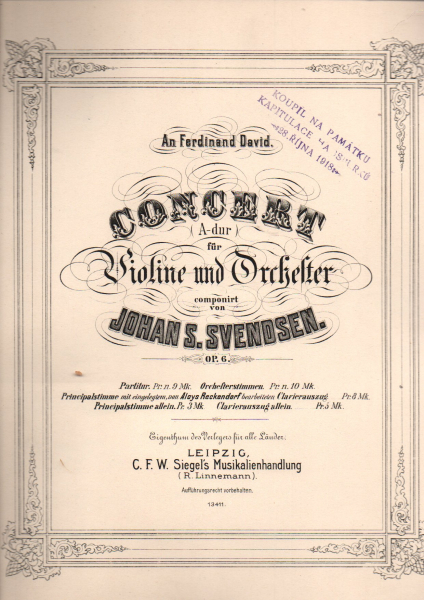 An Ferdinand David.
KOUPIL NA PAMÁTKU
KAPITULACE
28. ŘÍJNA 1918
CONCERT
(A-dur)
für
Violine und Orchester
componirt
von
JOHAN S. SVENDSEN.
OP. 6.
Partitur. Pr. n. 9 Mk. Orchesterstimmen. Pr. n. 10 Mk.
Principalstimme mit eingelegtem, von Aloys Reckendorf bearbeiteten Clavierauszug Pr. 8 Mk.
Principalstimme allein. Pr. 3 Mk. Clavierauszug allein. Pr. 5 Mk.
Eigenthum des Verlegers für alle Länder.
LEIPZIG,
C. F. W. Siegel's Musikalienhandlung
(R. Linnemann).
Aufführungsrecht vorbehalten.
13411.